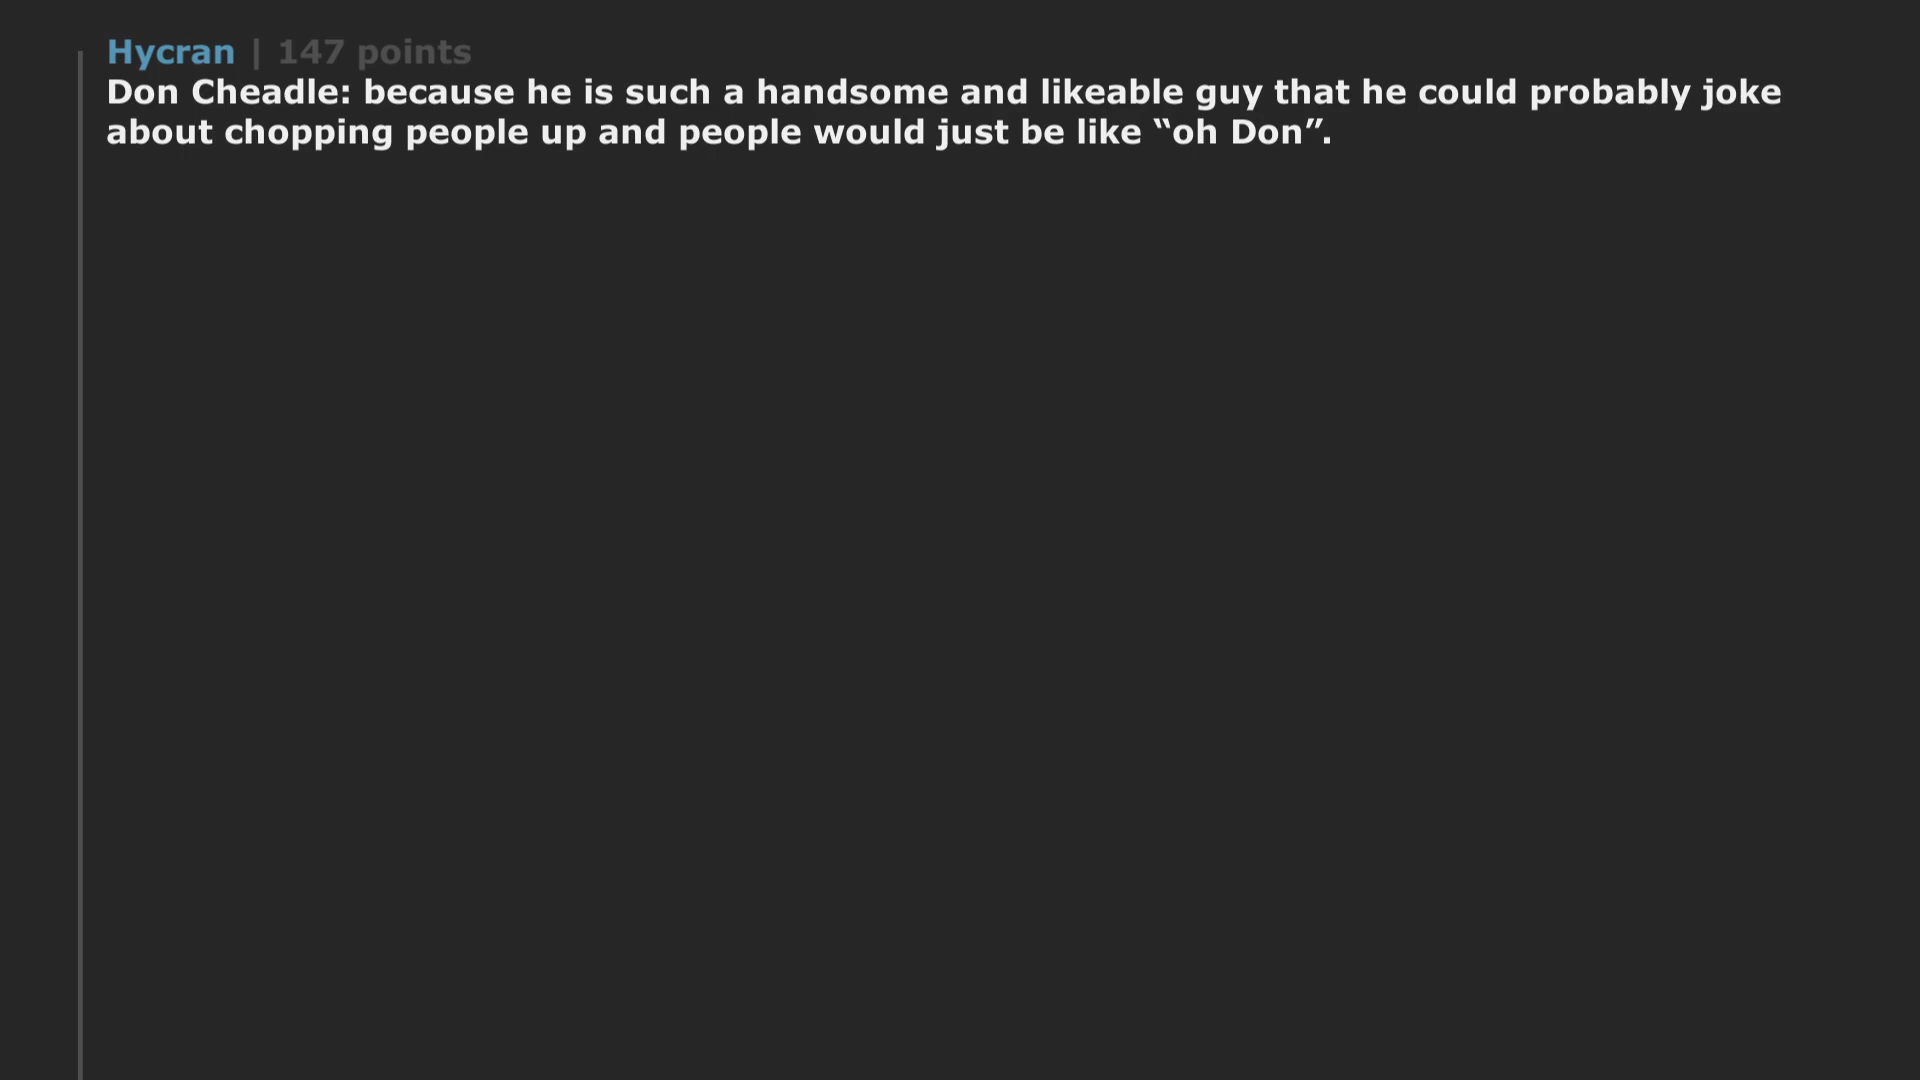 Hycran | 147 points
Don Cheadle: because he is such a handsome and likeable guy that he could probably joke
about chopping people up and people would just be like “oh Don”.